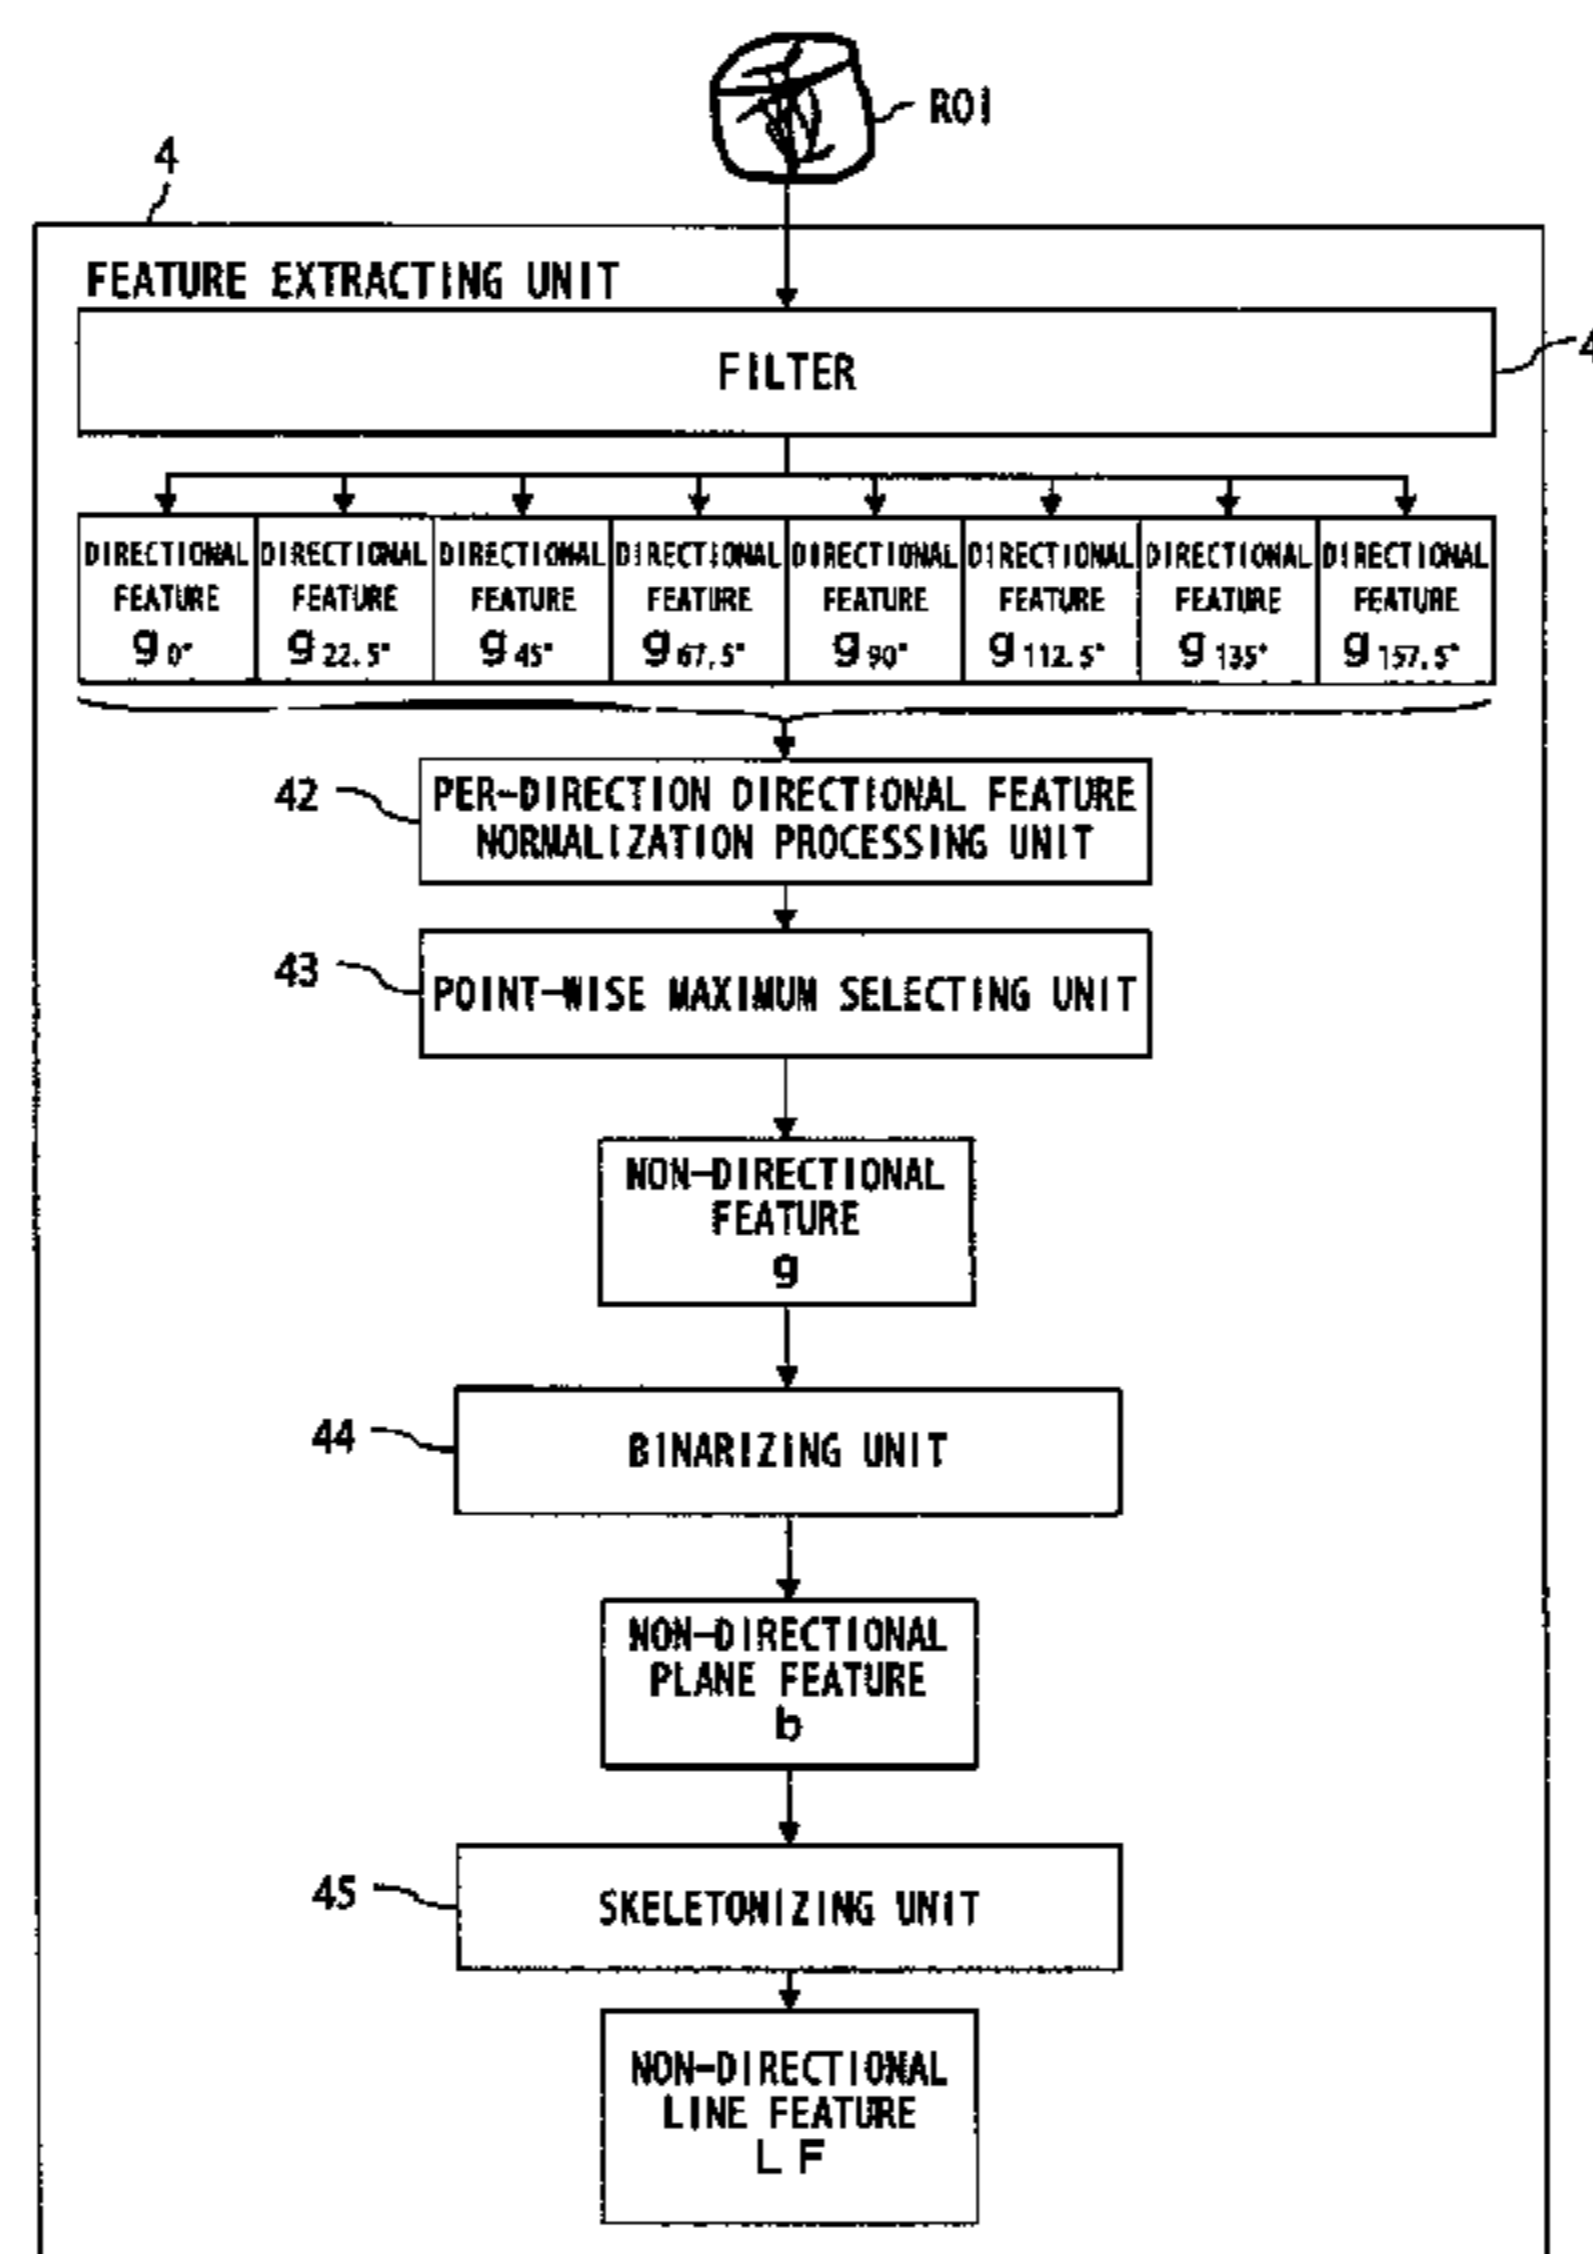 ROI
4
FEATURE EXTRACTING UNIT
FILTER
DIRECTIONAL DIRECTIONAL DIRECTIONAL DIRECTIONAL DIRECTIONAL DIRECTIONAL DIRECTIONAL DIRECTIONAL
FEATURE FEATURE FEATURE FEATURE FEATURE FEATURE FEATURE FEATURE
g0° g22.5° g45° g67.5° g90° g112.5° g135° g157.5°
42
PER-DIRECTION DIRECTIONAL FEATURE
NORMALIZATION PROCESSING UNIT
43
POINT-WISE MAXIMUM SELECTING UNIT
NON-DIRECTIONAL
FEATURE
g
44
BINARIZING UNIT
NON-DIRECTIONAL
PLANE FEATURE
b
45
SKELETONIZING UNIT
NON-DIRECTIONAL
LINE FEATURE
LF